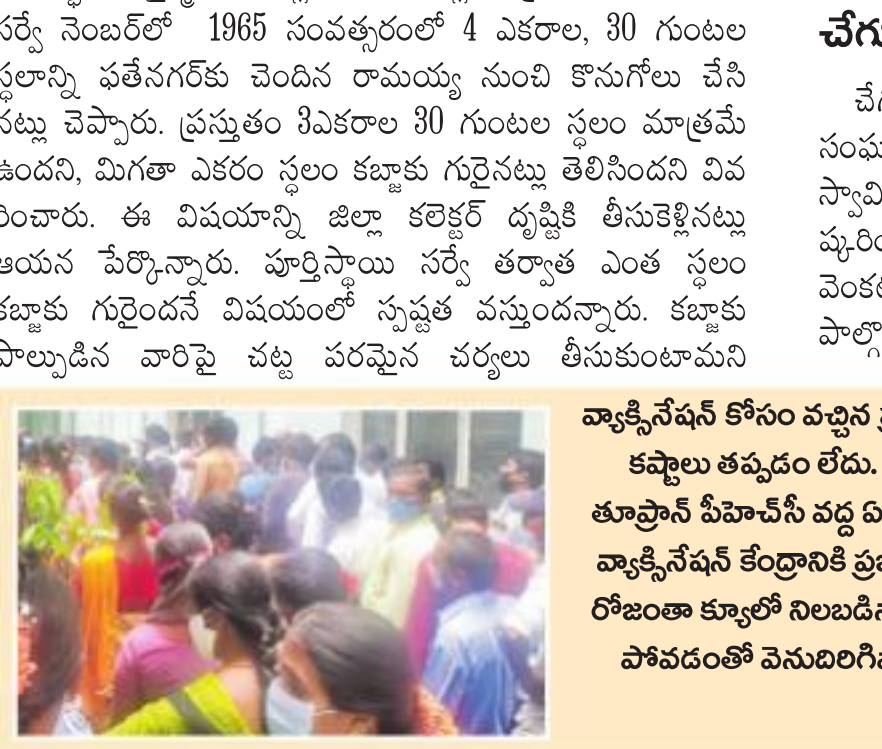 సర్వే నెంబర్‌లో 1965 సంవత్సరంలో 4 ఎకరాల, 30 గుంటల
స్థలాన్ని ఫతేనగర్‌కు చెందిన రామయ్య నుంచి కొనుగోలు చేసి
నట్లు చెప్పారు. ప్రస్తుతం 3ఎకరాల 30 గుంటల స్థలం మాత్రమే
ఉందని, మిగతా ఎకరం స్థలం కబ్జాకు గురైనట్లు తెలిసిందని వివ
రించారు. ఈ విషయాన్ని జిల్లా కలెక్టర్ దృష్టికి తీసుకెళ్లినట్లు
ఆయన పేర్కొన్నారు. పూర్తిస్థాయి సర్వే తర్వాత ఎంత స్థలం
కబ్జాకు గురైందనే విషయంలో స్పష్టత వస్తుందన్నారు. కబ్జాకు
పాల్పుడిన వారిపై చట్ట పరమైన చర్యలు తీసుకుంటామని
వ్యాక్సినేషన్ కోసం వచ్చిన
కష్టాలు తప్పడం లేదు.
తూప్రాన్ పీహెచ్‌సీ వద్ద ఏ
వ్యాక్సినేషన్ కేంద్రానికి ప్రజ
రోజంతా క్యూలో నిలబడిన
పోవడంతో వెనుదిరిగి
చేగు
చేగ
సంఘ
స్వావి
ష్కరిం
వెంకట
పాల్గొ